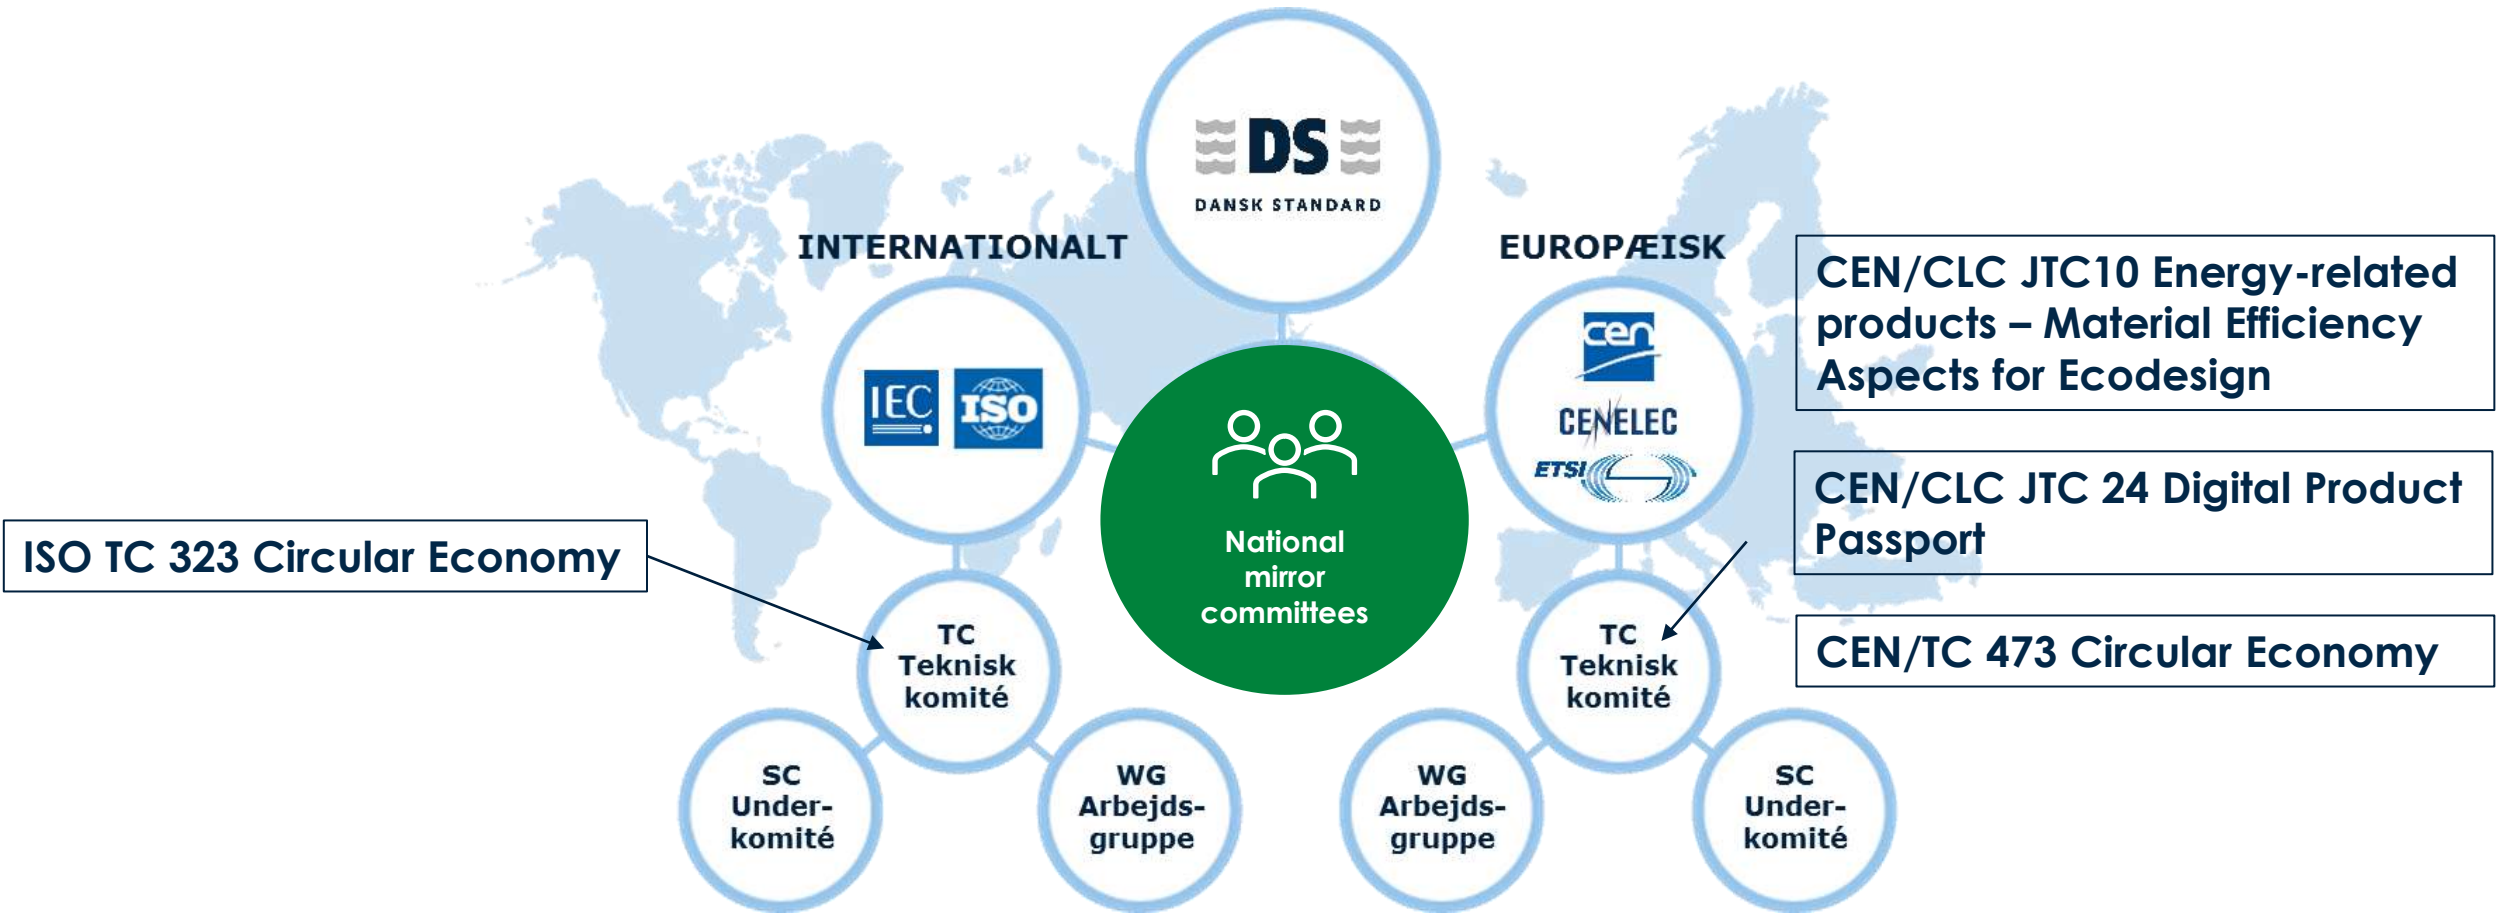 DS
DANSK STANDARD
INTERNATIONALT
EUROPÆISK
IEC
ISO
cen
CENELEC
ETSI
CEN/CLC JTC10 Energy-related
products – Material Efficiency
Aspects for Ecodesign
CEN/CLC JTC 24 Digital Product
Passport
CEN/TC 473 Circular Economy
ISO TC 323 Circular Economy
National
mirror
committees
TC
Teknisk
komité
TC
Teknisk
komité
SC
Under-
komité
WG
Arbejds-
gruppe
WG
Arbejds-
gruppe
SC
Under-
komité